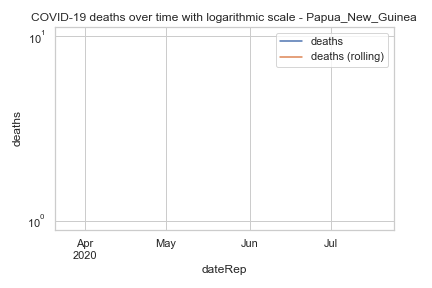 COVID-19 deaths over time with logarithmic scale - Papua_New_Guinea
10¹
deaths
deaths (rolling)
deaths
10⁰
Apr
2020
May
Jun
Jul
dateRep